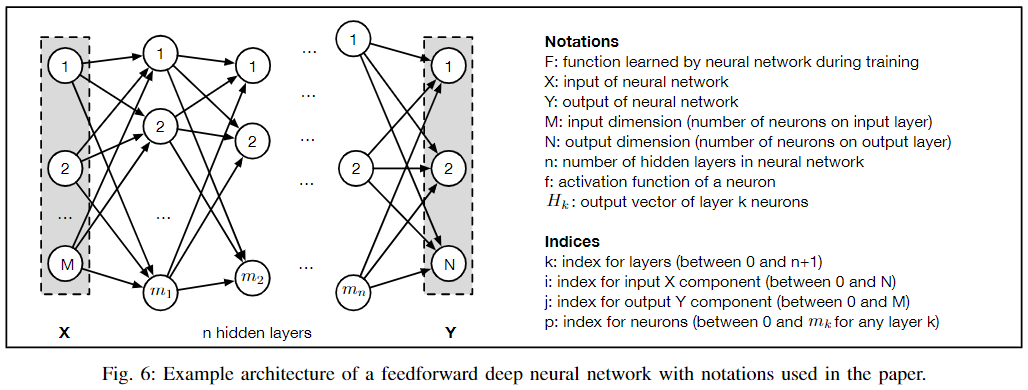 1
2
...
M
X
1
2
...
m₁
1
2
m₂
n hidden layers
...
...
...
...
1
2
mₙ
1
2
N
Y
Notations
F: function learned by neural network during training
X: input of neural network
Y: output of neural network
M: input dimension (number of neurons on input layer)
N: output dimension (number of neurons on output layer)
n: number of hidden layers in neural network
f: activation function of a neuron
Hₖ: output vector of layer k neurons
Indices
k: index for layers (between 0 and n+1)
i: index for input X component (between 0 and N)
j: index for output Y component (between 0 and M)
p: index for neurons (between 0 and mₖ for any layer k)
Fig. 6: Example architecture of a feedforward deep neural network with notations used in the paper.